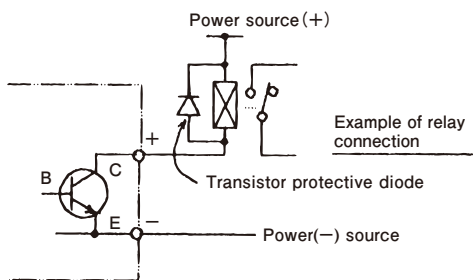 Power source(+)
Example of relay
connection
+
C
B
Transistor protective diode
E
−
Power(−) source